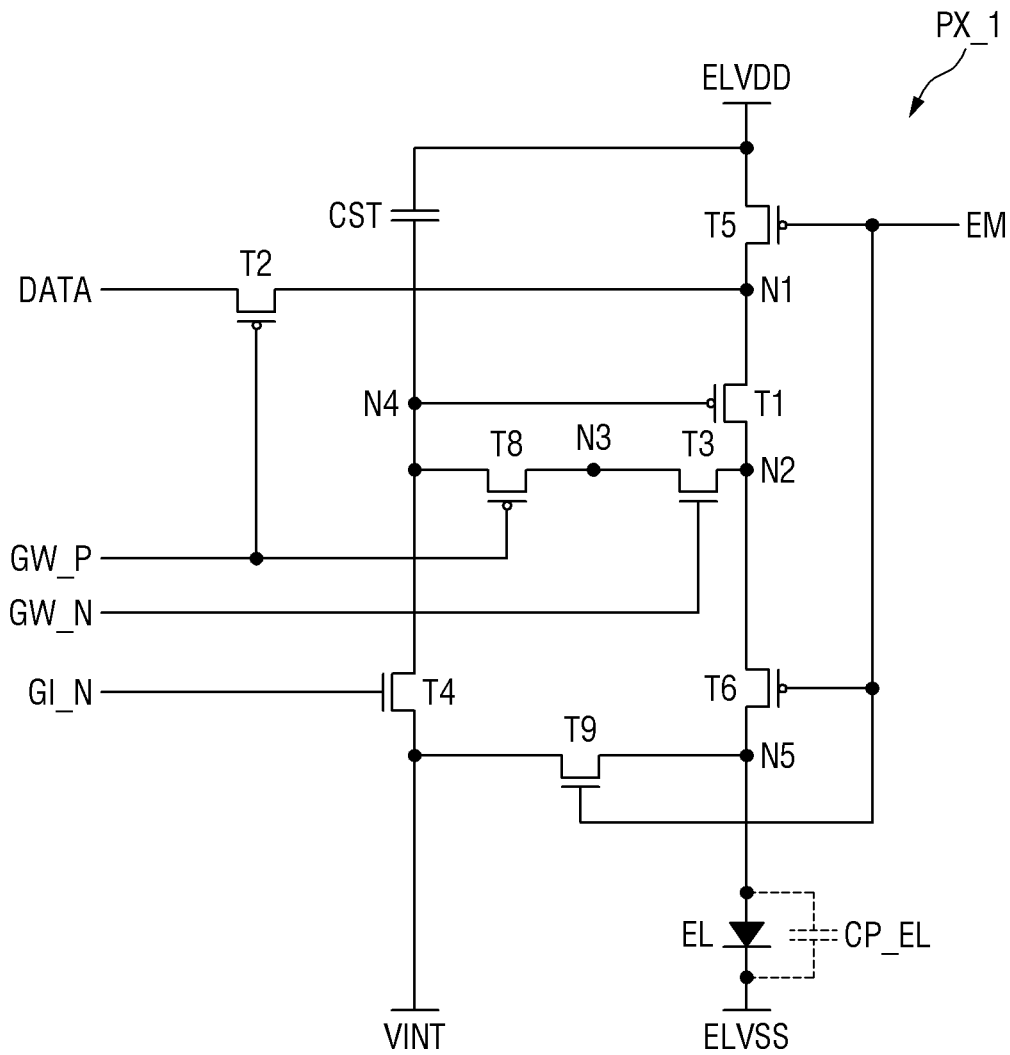 PX_1
ELVDD
CST
T5
EM
T2
DATA
N1
N4
T1
T8
N3
T3
N2
GW_P
GW_N
GI_N
T4
T6
T9
N5
EL
CP_EL
VINT
ELVSS